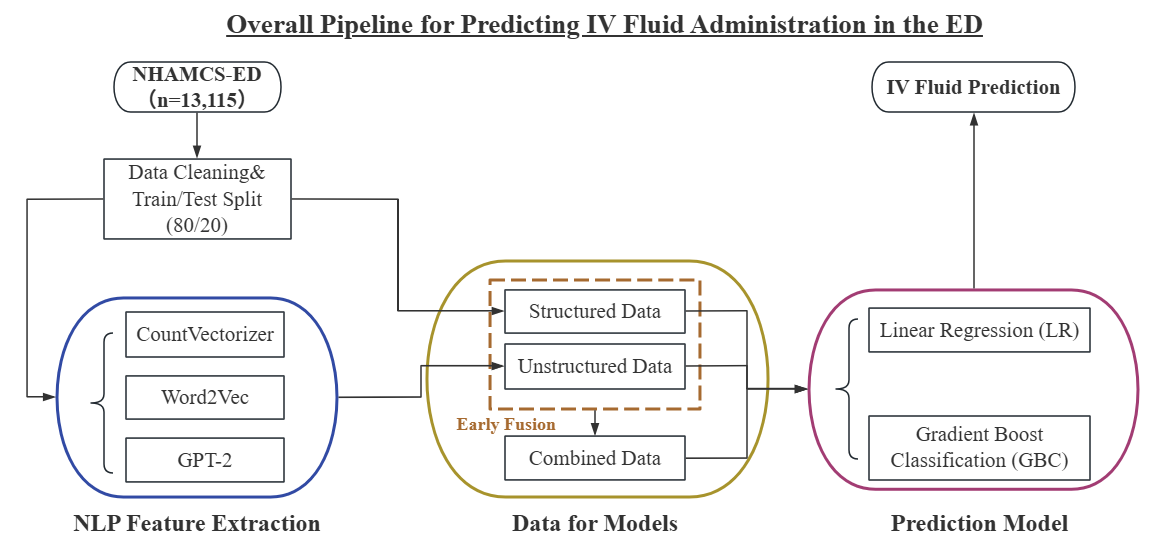 Overall Pipeline for Predicting IV Fluid Administration in the ED
NHAMCS-ED
(n=13,115)
IV Fluid Prediction
Data Cleaning&
Train/Test Split
(80/20)
CountVectorizer
Word2Vec
GPT-2
NLP Feature Extraction
Structured Data
Unstructured Data
Early Fusion
Combined Data
Data for Models
Linear Regression (LR)
Gradient Boost
Classification (GBC)
Prediction Model